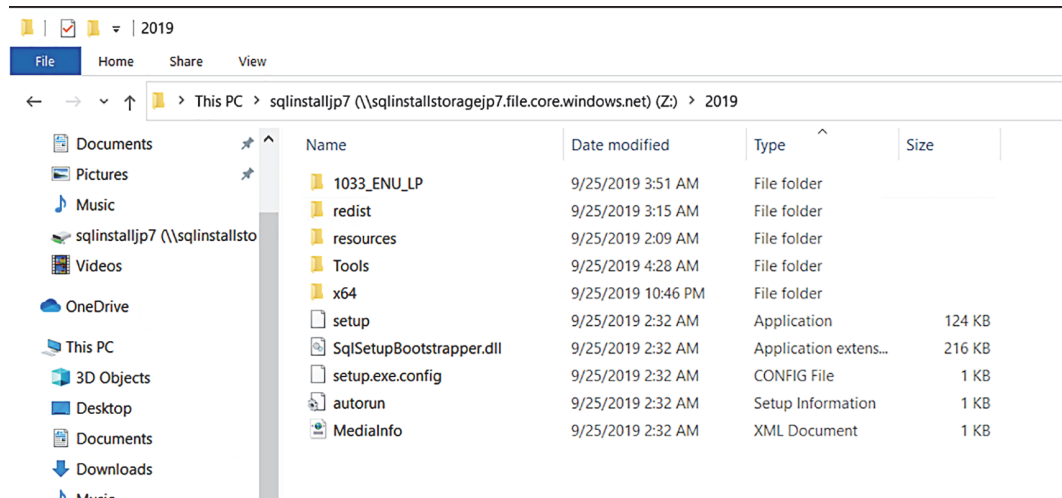 2019
File Home Share View
This PC > sqlinstalljp7 (\\sqlinstallstoragejp7.file.core.windows.net) (Z:) > 2019
Documents
Pictures
Music
sqlinstalljp7 (\\sqlinstallsto
Videos
OneDrive
This PC
3D Objects
Desktop
Documents
Downloads
Music
Name Date modified Type Size
1033_ENU_LP 9/25/2019 3:51 AM File folder
redist 9/25/2019 3:15 AM File folder
resources 9/25/2019 2:09 AM File folder
Tools 9/25/2019 4:28 AM File folder
x64 9/25/2019 10:46 PM File folder
setup 9/25/2019 2:32 AM Application 124 KB
SqlSetupBootstrapper.dll 9/25/2019 2:32 AM Application extens... 216 KB
setup.exe.config 9/25/2019 2:32 AM CONFIG File 1 KB
autorun 9/25/2019 2:32 AM Setup Information 1 KB
MediaInfo 9/25/2019 2:32 AM XML Document 1 KB